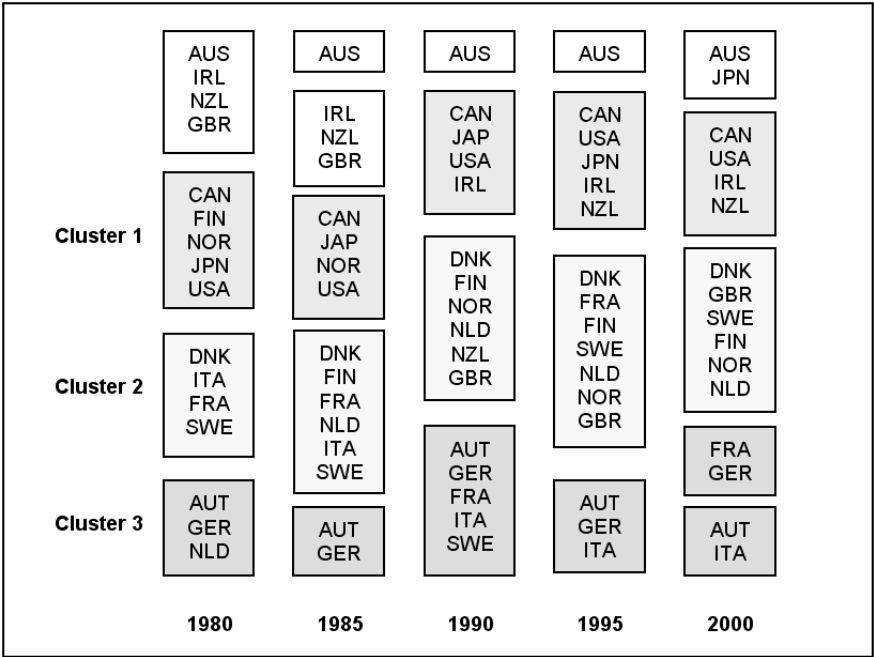 AUS
IRL
NZL
GBR
CAN
FIN
NOR
JPN
USA
DNK
ITA
FRA
SWE
AUT
GER
NLD
AUS
IRL
NZL
GBR
CAN
JAP
NOR
USA
DNK
FIN
FRA
NLD
ITA
SWE
AUT
GER
AUS
CAN
JAP
USA
IRL
DNK
FIN
NOR
NLD
NZL
GBR
AUT
GER
FRA
ITA
SWE
AUS
CAN
USA
JPN
IRL
NZL
DNK
FRA
FIN
SWE
NLD
NOR
GBR
AUT
GER
ITA
AUS
JPN
CAN
USA
IRL
NZL
DNK
GBR
SWE
FIN
NOR
NLD
FRA
GER
AUT
ITA
Cluster 1
Cluster 2
Cluster 3
1980 1985 1990 1995 2000